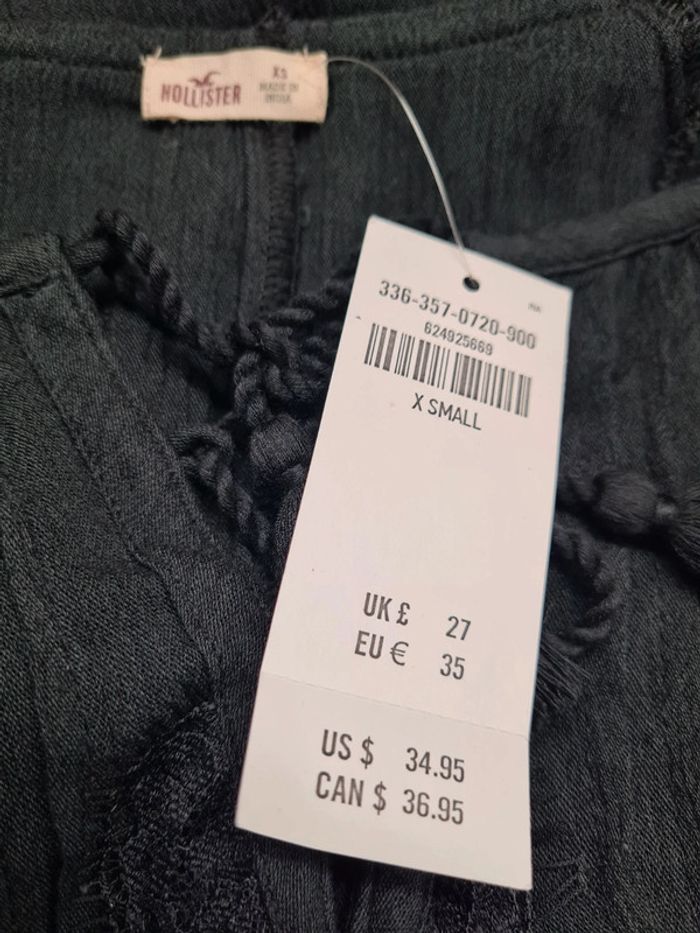 HOLLISTER
XS
MADE IN
INDIA
336-357-0720-900
624925669
X SMALL
UK £ 27
EU € 35
US $ 34.95
CAN $ 36.95